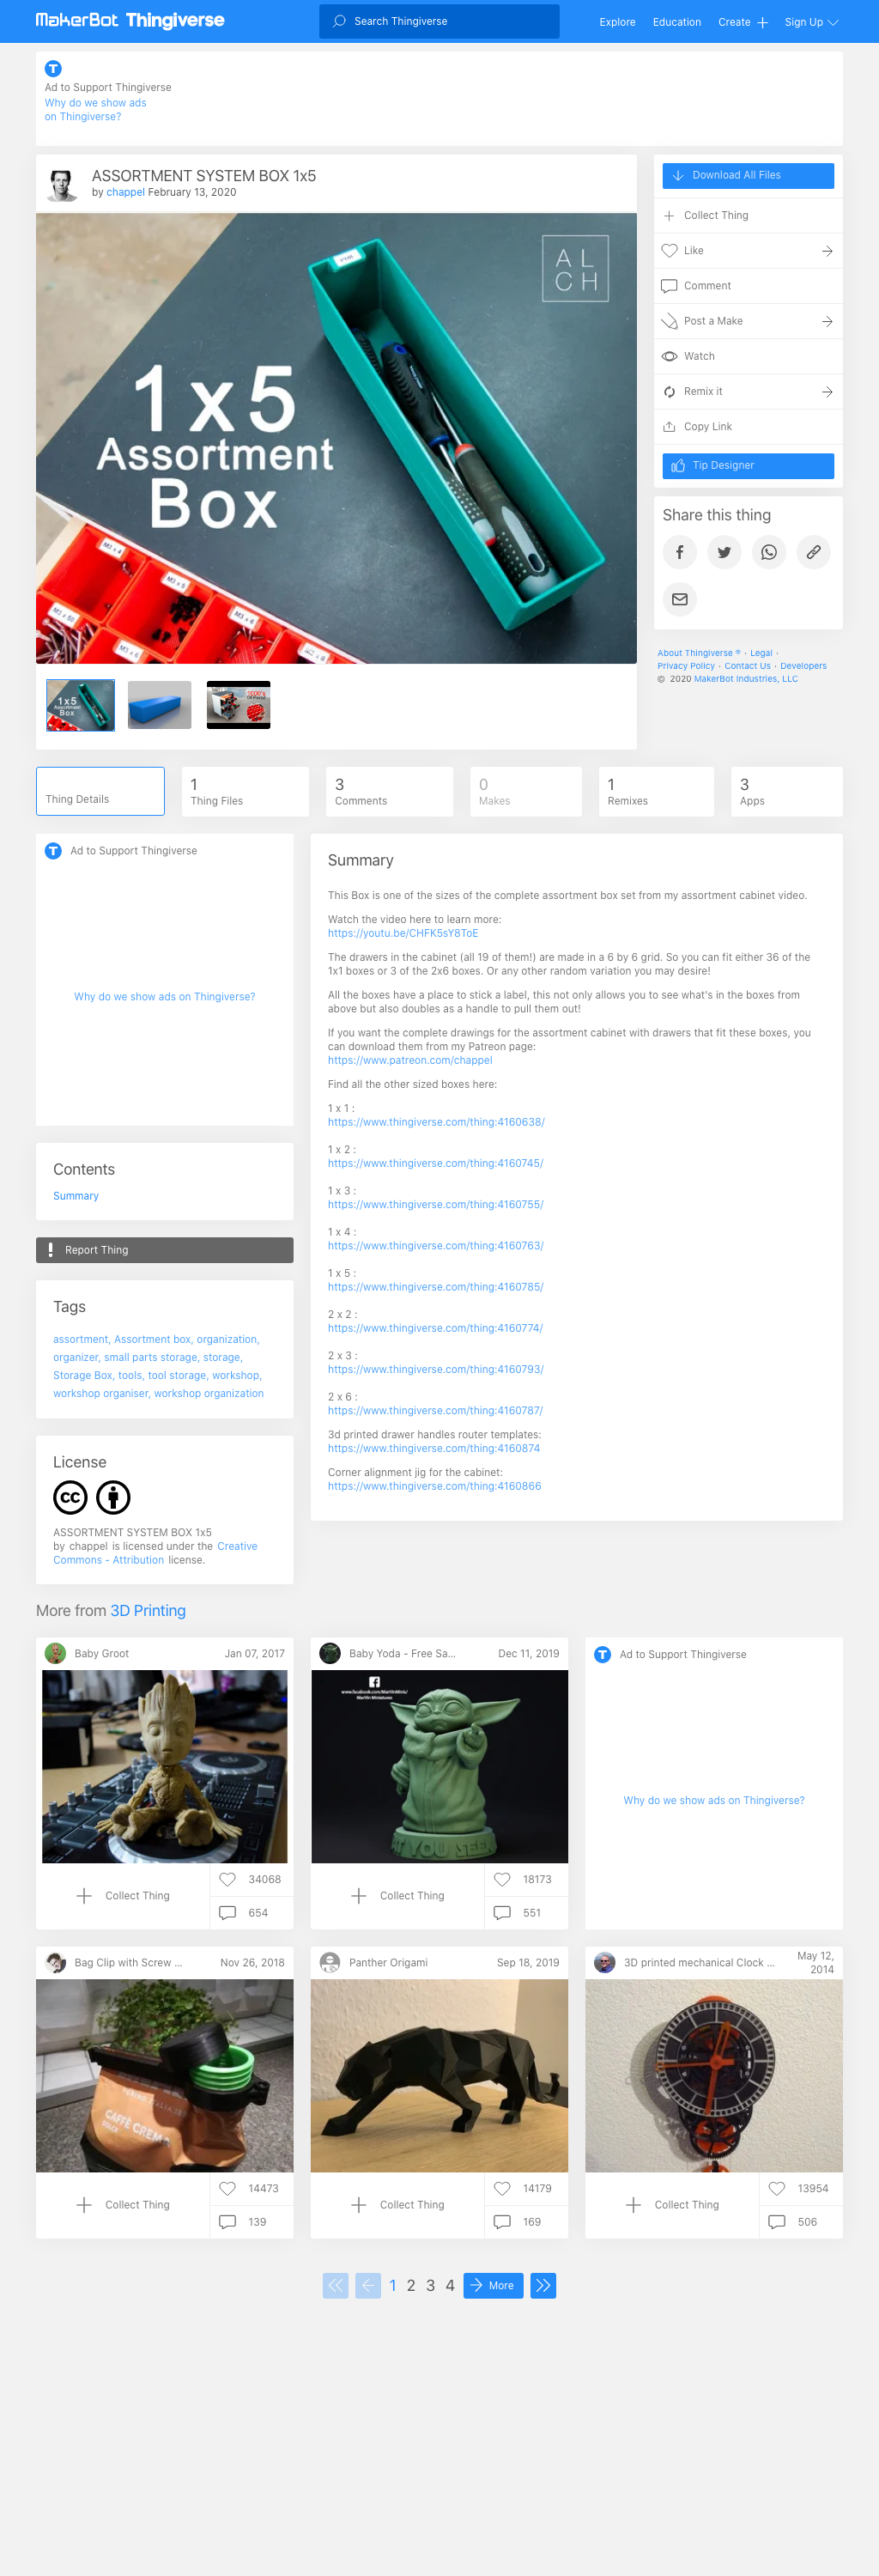 MakerBot Thingiverse
Search Thingiverse
Explore
Education
Create
Sign Up
Ad to Support Thingiverse
Why do we show ads
on Thingiverse?
ASSORTMENT SYSTEM BOX 1x5
by chappel February 13, 2020
AL
CH
1x5
Assortment
Box
M3 x 4
M3 x 5
Download All Files
Collect Thing
Like
Comment
Post a Make
Watch
Remix it
Copy Link
Tip Designer
Share this thing
About Thingiverse ® · Legal ·
Privacy Policy · Contact Us · Developers
© 2020 MakerBot Industries, LLC
1x5
Assortment
Box
Thing Details
1
Thing Files
3
Comments
0
Makes
1
Remixes
3
Apps
Ad to Support Thingiverse
Why do we show ads on Thingiverse?
Contents
Summary
Report Thing
Tags
assortment, Assortment box, organization,
organizer, small parts storage, storage,
Storage Box, tools, tool storage, workshop,
workshop organiser, workshop organization
License
ASSORTMENT SYSTEM BOX 1x5
by chappel is licensed under the Creative
Commons - Attribution license.
Summary
This Box is one of the sizes of the complete assortment box set from my assortment cabinet video.
Watch the video here to learn more:
https://youtu.be/CHFK5sY8ToE
The drawers in the cabinet (all 19 of them!) are made in a 6 by 6 grid. So you can fit either 36 of the
1x1 boxes or 3 of the 2x6 boxes. Or any other random variation you may desire!
All the boxes have a place to stick a label, this not only allows you to see what's in the boxes from
above but also doubles as a handle to pull them out!
If you want the complete drawings for the assortment cabinet with drawers that fit these boxes, you
can download them from my Patreon page:
https://www.patreon.com/chappel
Find all the other sized boxes here:
1 x 1 :
https://www.thingiverse.com/thing:4160638/
1 x 2 :
https://www.thingiverse.com/thing:4160745/
1 x 3 :
https://www.thingiverse.com/thing:4160755/
1 x 4 :
https://www.thingiverse.com/thing:4160763/
1 x 5 :
https://www.thingiverse.com/thing:4160785/
2 x 2 :
https://www.thingiverse.com/thing:4160774/
2 x 3 :
https://www.thingiverse.com/thing:4160793/
2 x 6 :
https://www.thingiverse.com/thing:4160787/
3d printed drawer handles router templates:
https://www.thingiverse.com/thing:4160874
Corner alignment jig for the cabinet:
https://www.thingiverse.com/thing:4160866
More from 3D Printing
Baby Groot
Jan 07, 2017
Collect Thing
34068
654
Baby Yoda - Free Sa...
Dec 11, 2019
www.facebook.com/MartinMinis/
Martin Miniatures
Collect Thing
18173
551
Ad to Support Thingiverse
Why do we show ads on Thingiverse?
Bag Clip with Screw ...
Nov 26, 2018
CAFFÈ CREMA
Collect Thing
14473
139
Panther Origami
Sep 18, 2019
Collect Thing
14179
169
3D printed mechanical Clock ...
May 12,
2014
Collect Thing
13954
506
1 2 3 4 More